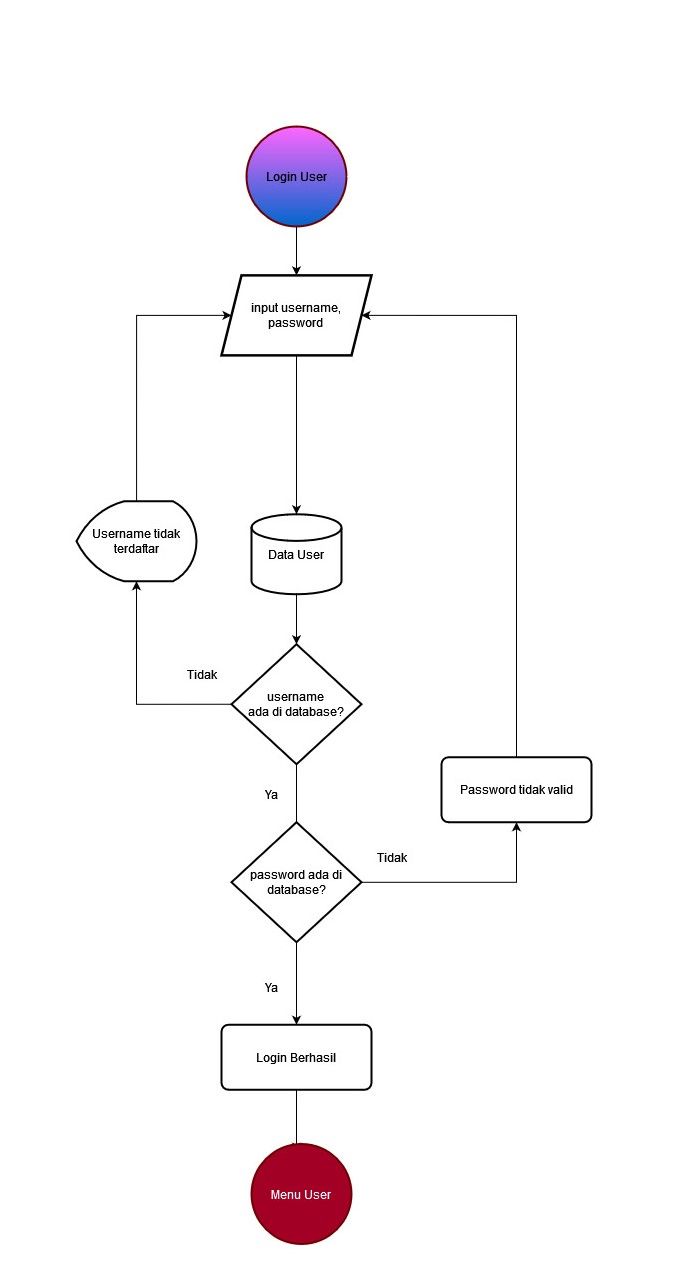 Login User
input username,
password
Username tidak
terdaftar
Data User
Tidak
username
ada di database?
Ya
Password tidak valid
Tidak
password ada di
database?
Ya
Login Berhasil
Menu User